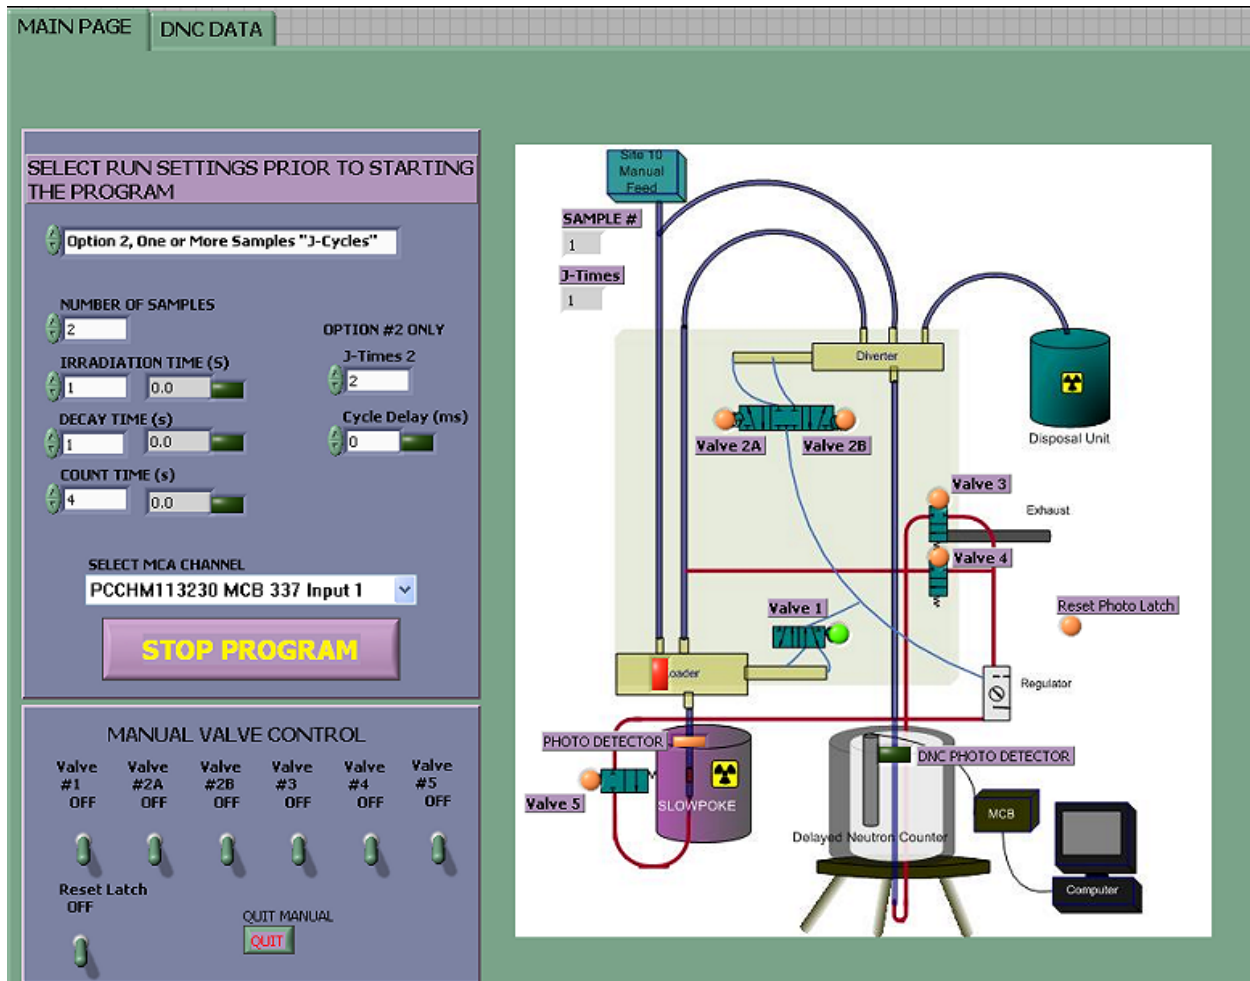 MAIN PAGE
DNC DATA
SELECT RUN SETTINGS PRIOR TO STARTING
THE PROGRAM
Option 2, One or More Samples "J-Cycles"
NUMBER OF SAMPLES
2
OPTION #2 ONLY
IRRADIATION TIME (S)
1
0.0
J-Times 2
2
DECAY TIME (s)
1
0.0
Cycle Delay (ms)
0
COUNT TIME (s)
4
0.0
SELECT MCA CHANNEL
PCCHM113230 MCB 337 Input 1
STOP PROGRAM
MANUAL VALVE CONTROL
Valve
#1
OFF
Valve
#2A
OFF
Valve
#2B
OFF
Valve
#3
OFF
Valve
#4
OFF
Valve
#5
OFF
Reset Latch
OFF
QUIT MANUAL
QUIT
Site 10
Manual
Feed
SAMPLE #
1
J-Times
1
Diverter
Disposal Unit
Valve 2A
Valve 2B
Valve 3
Exhaust
Valve 4
Valve 1
Reset Photo Latch
oader
Regulator
PHOTO DETECTOR
DNC PHOTO DETECTOR
Valve 5
SLOWPOKE
Delayed Neutron Counter
MCB
Computer